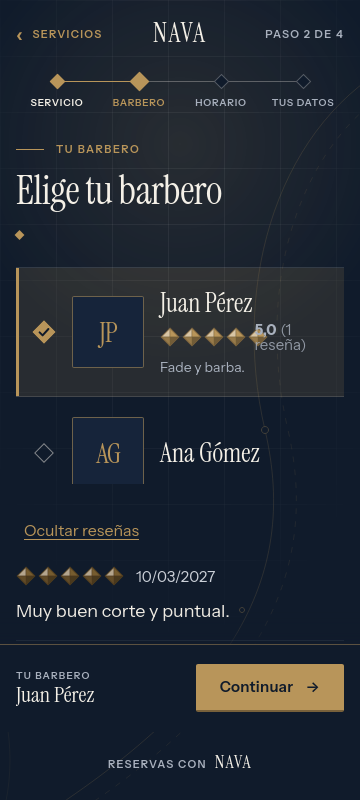 ‹ SERVICIOS
NAVA
PASO 2 DE 4
SERVICIO
BARBERO
HORARIO
TUS DATOS
TU BARBERO
Elige tu barbero
JP
Juan Pérez
5,0 (1
reseña)
Fade y barba.
AG
Ana Gómez
Ocultar reseñas
10/03/2027
Muy buen corte y puntual.
TU BARBERO
Juan Pérez
Continuar →
RESERVAS CON NAVA